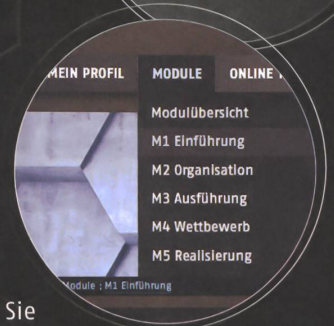 MEIN PROFIL MODULE ONLINE
Modulübersicht
M1 Einführung
M2 Organisation
M3 Ausführung
M4 Wettbewerb
M5 Realisierung
Module ; M1 Einführung
Sie